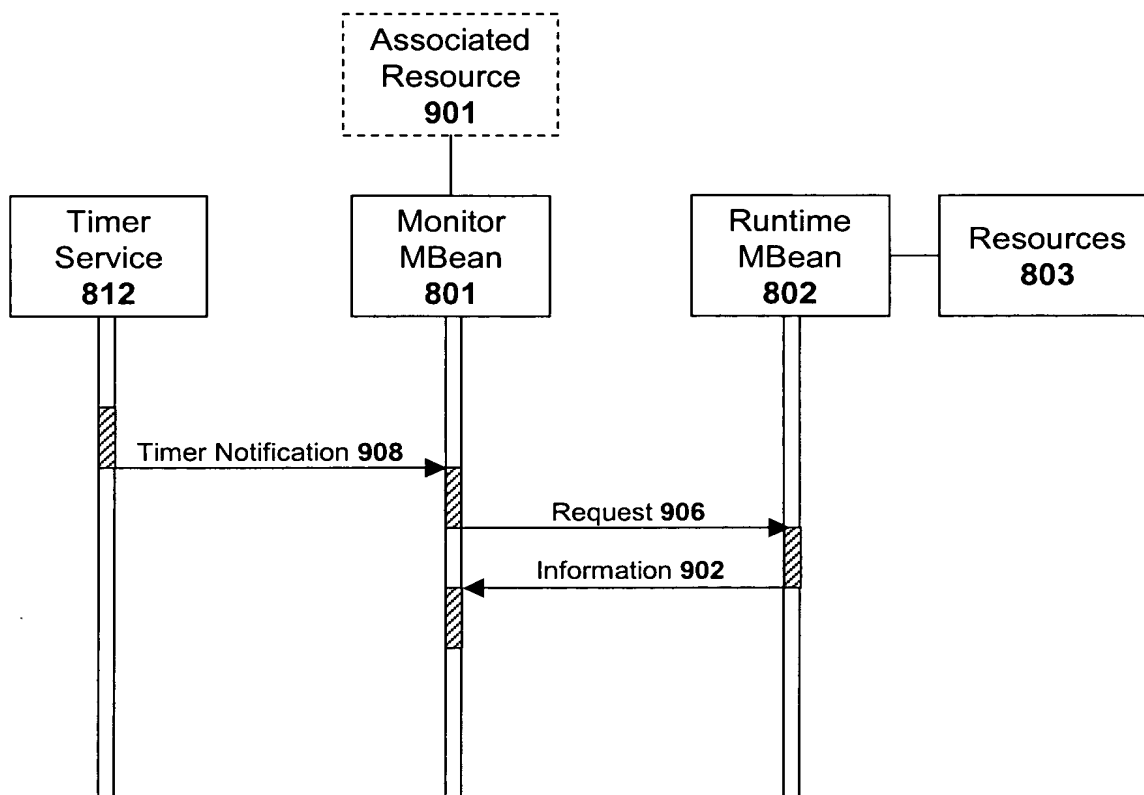 Associated
Resource
901
Timer
Service
812
Monitor
MBean
801
Runtime
MBean
802
Resources
803
Timer Notification 908
Request 906
Information 902